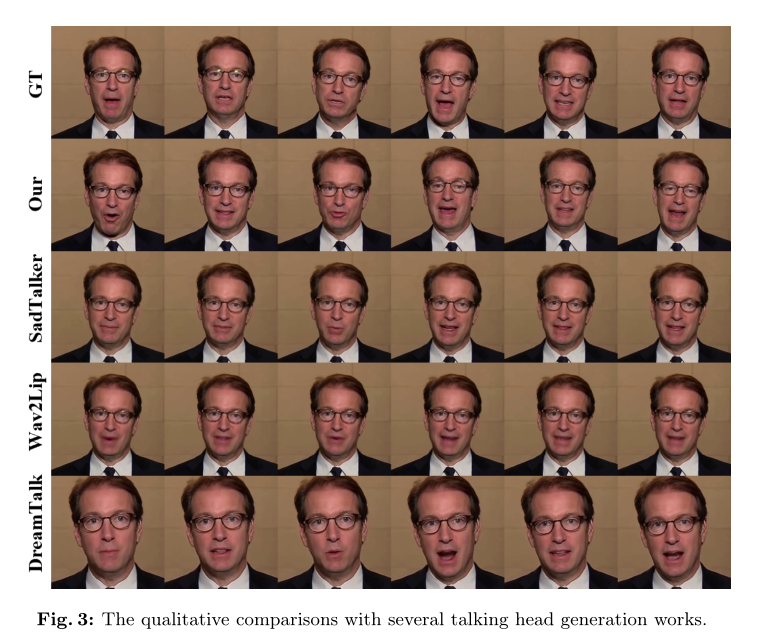 GT
Our
SadTalker
Wav2Lip
DreamTalk
Fig. 3: The qualitative comparisons with several talking head generation works.